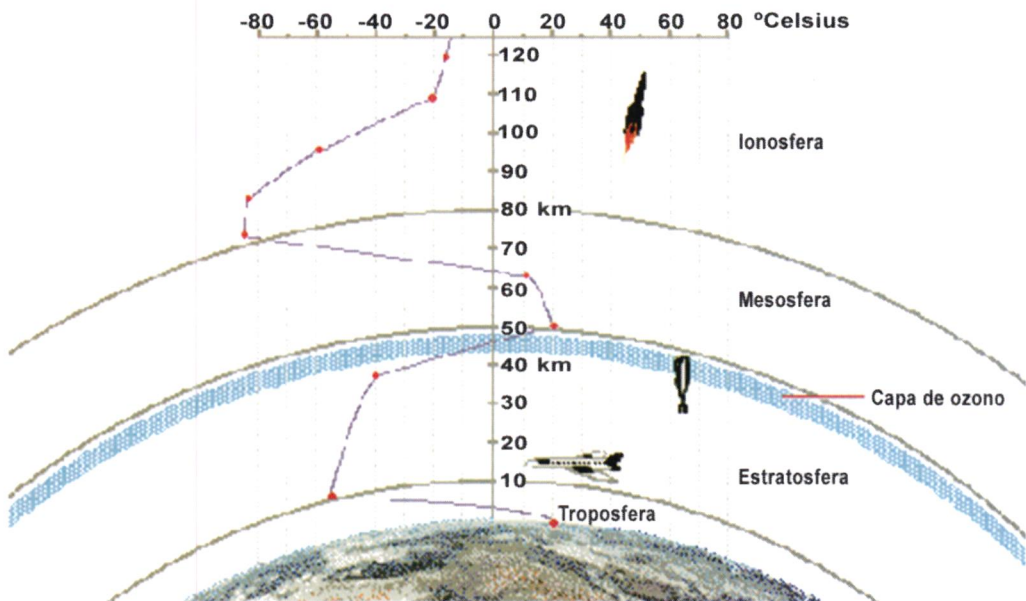 -80 -60 -40 -20 0 20 40 60 80 ºCelsius
120
110
100
Ionosfera
90
80 km
70
60
Mesosfera
50
40 km
Capa de ozono
30
20
10
Estratosfera
Troposfera